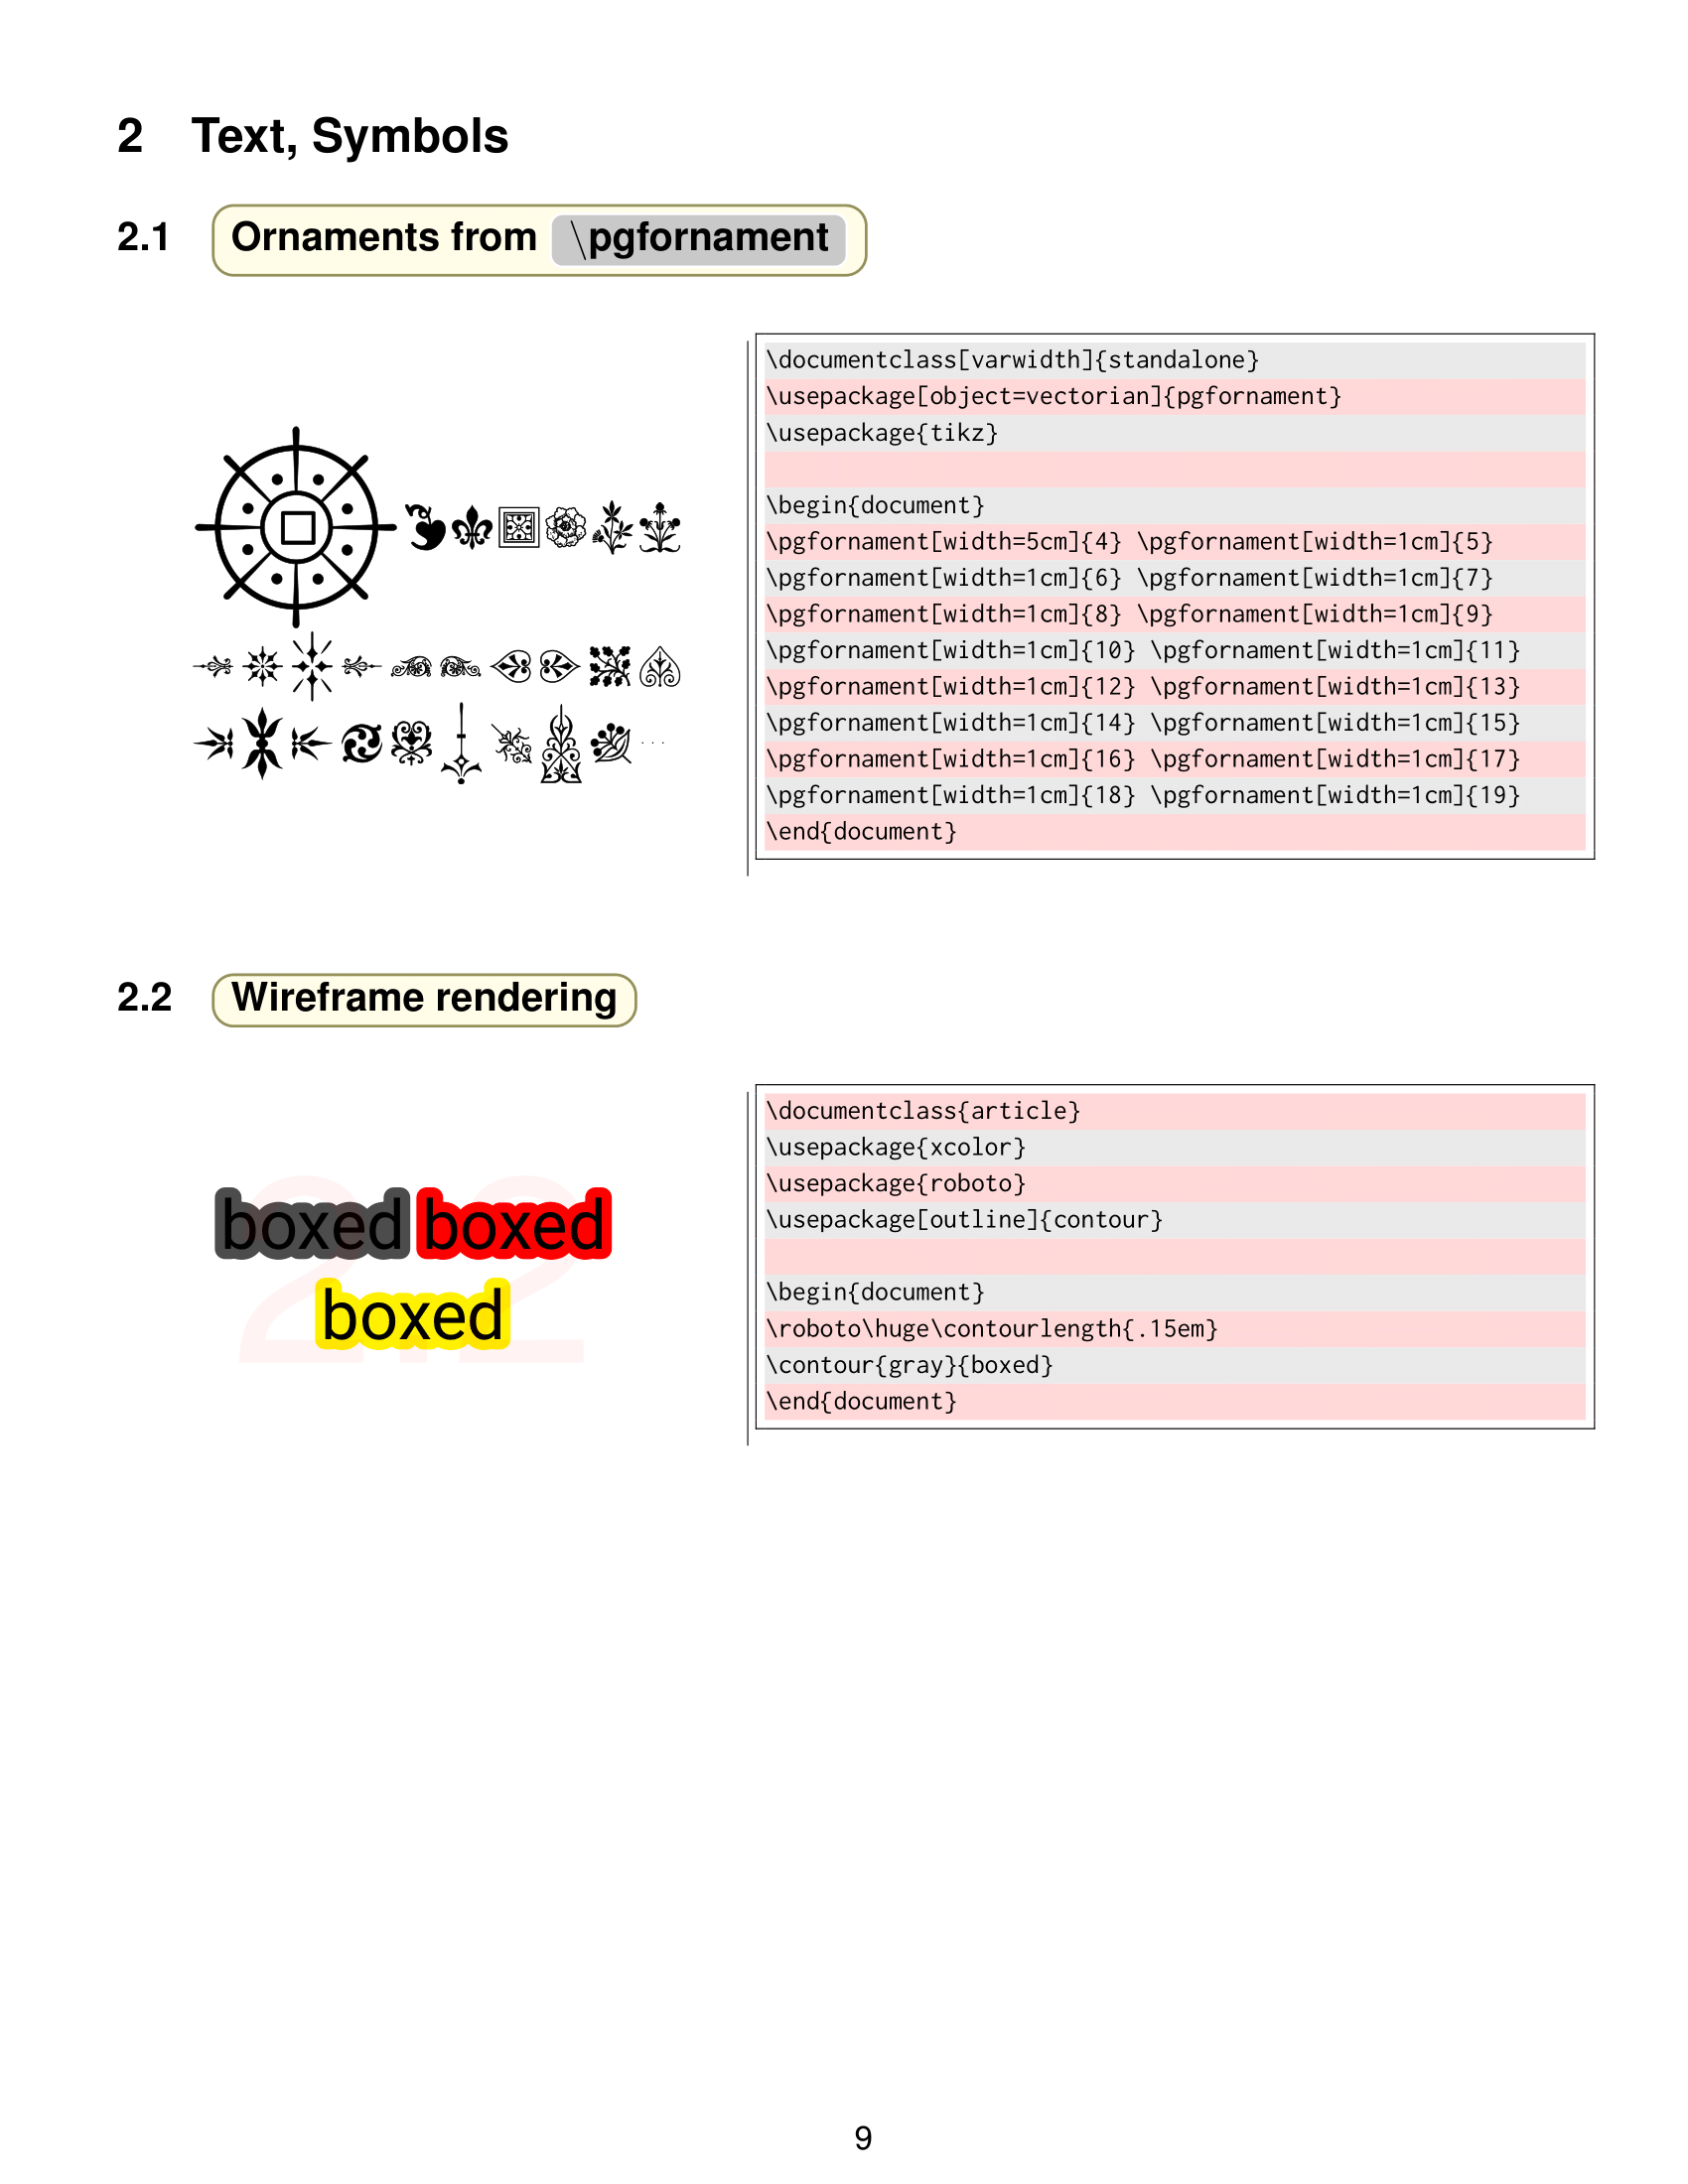 2 Text, Symbols
2.1 Ornaments from \pgfornament
\documentclass[varwidth]{standalone}
\usepackage[object=vectorian]{pgfornament}
\usepackage{tikz}
\begin{document}
\pgfornament[width=5cm]{4} \pgfornament[width=1cm]{5}
\pgfornament[width=1cm]{6} \pgfornament[width=1cm]{7}
\pgfornament[width=1cm]{8} \pgfornament[width=1cm]{9}
\pgfornament[width=1cm]{10} \pgfornament[width=1cm]{11}
\pgfornament[width=1cm]{12} \pgfornament[width=1cm]{13}
\pgfornament[width=1cm]{14} \pgfornament[width=1cm]{15}
\pgfornament[width=1cm]{16} \pgfornament[width=1cm]{17}
\pgfornament[width=1cm]{18} \pgfornament[width=1cm]{19}
\end{document}
...
2.2 Wireframe rendering
2.2
boxed boxed
boxed
\documentclass{article}
\usepackage{xcolor}
\usepackage{roboto}
\usepackage[outline]{contour}
\begin{document}
\roboto\huge\contourlength{.15em}
\contour{gray}{boxed}
\end{document}
9